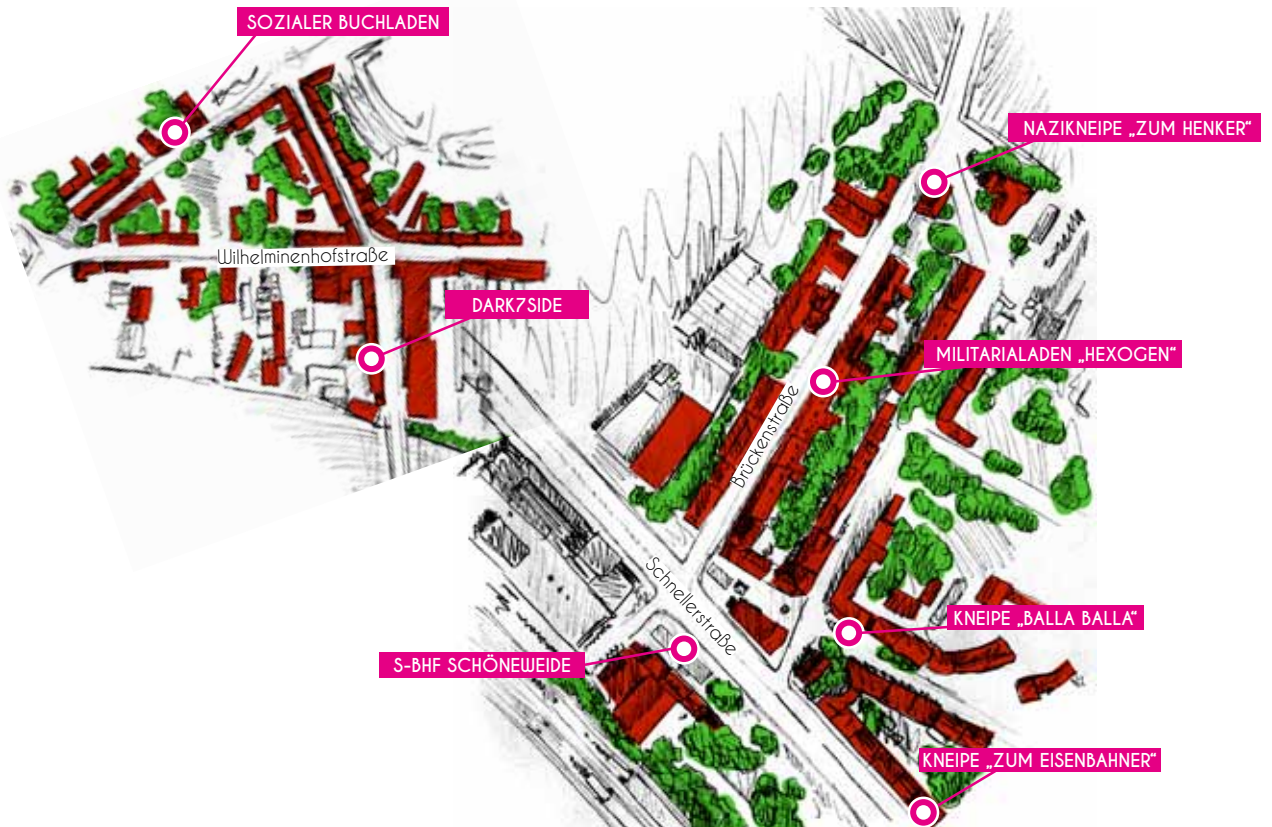 SOZIALER BUCHLADEN
NAZIKNEIPE „ZUM HENKER“
Wilhelminenhofstraße
DARK7SIDE
MILITARIALADEN „HEXOGEN“
Brückenstraße
Schnellerstraße
KNEIPE „BALLA BALLA“
S-BHF SCHÖNEWEIDE
KNEIPE „ZUM EISENBAHNER“